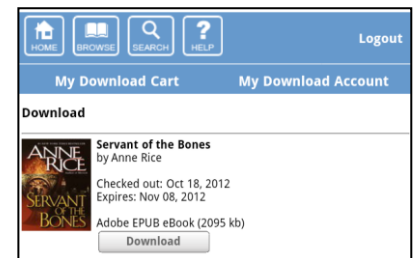 HOME BROWSE SEARCH HELP Logout
My Download Cart My Download Account
Download
ANNE
RICE
SERVANT
OF THE
BONES
Servant of the Bones
by Anne Rice
Checked out: Oct 18, 2012
Expires: Nov 08, 2012
Adobe EPUB eBook (2095 kb)
Download